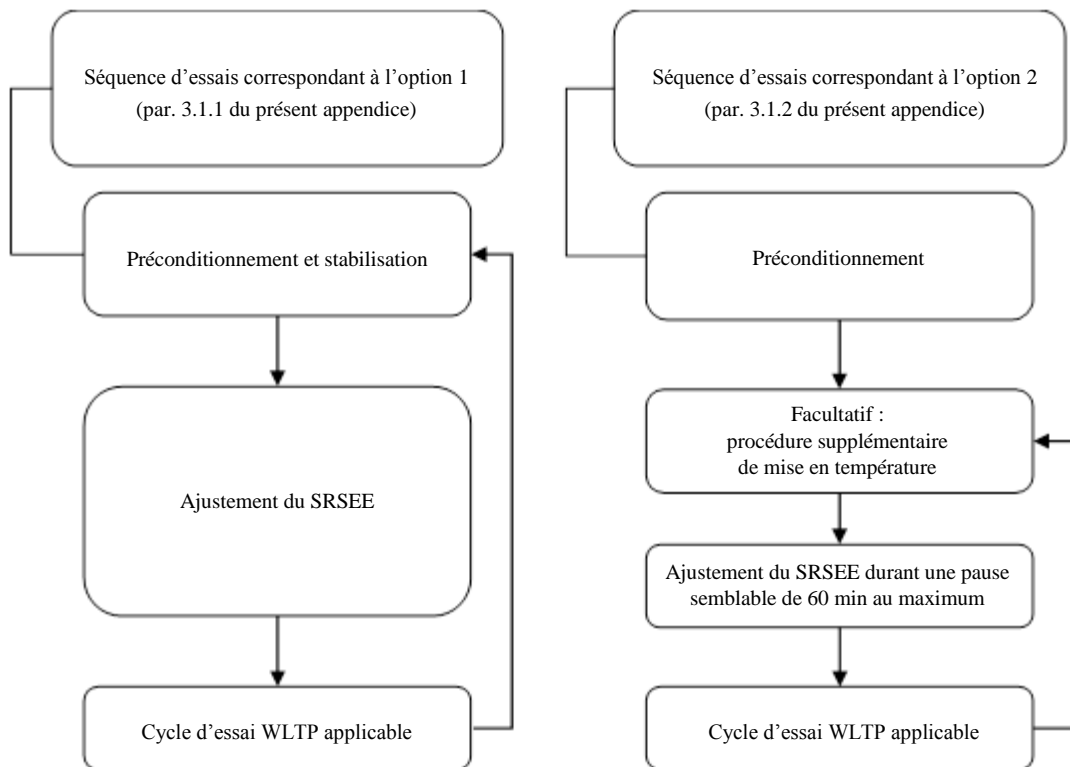 Séquence d'essais correspondant à l'option 1
(par. 3.1.1 du présent appendice)
Préconditionnement et stabilisation
Ajustement du SRSEE
Cycle d'essai WLTP applicable
Séquence d'essais correspondant à l'option 2
(par. 3.1.2 du présent appendice)
Préconditionnement
Facultatif :
procédure supplémentaire
de mise en température
Ajustement du SRSEE durant une pause
semblable de 60 min au maximum
Cycle d'essai WLTP applicable